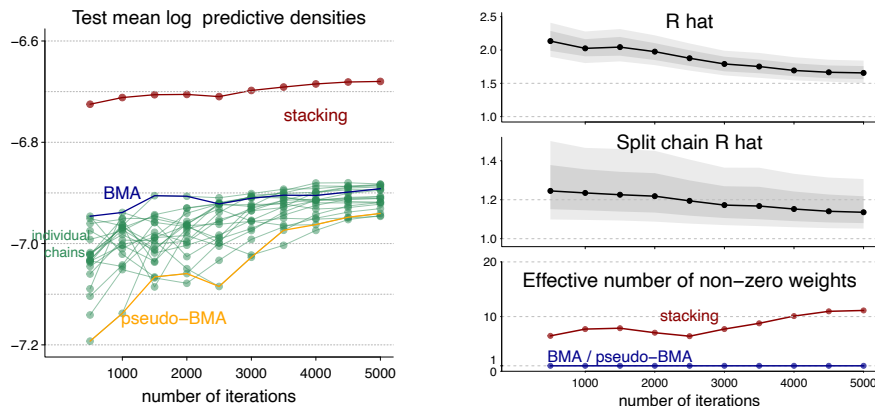 Test mean log predictive densities
−6.6
−6.8
−7.0
−7.2
stacking
BMA
individual
chains
pseudo−BMA
1000 2000 3000 4000 5000
number of iterations
R hat
2.5
2.0
1.5
1.0
Split chain R hat
1.4
1.2
1.0
Effective number of non−zero weights
20
10
1
0
stacking
BMA / pseudo−BMA
1000 2000 3000 4000 5000
number of iterations